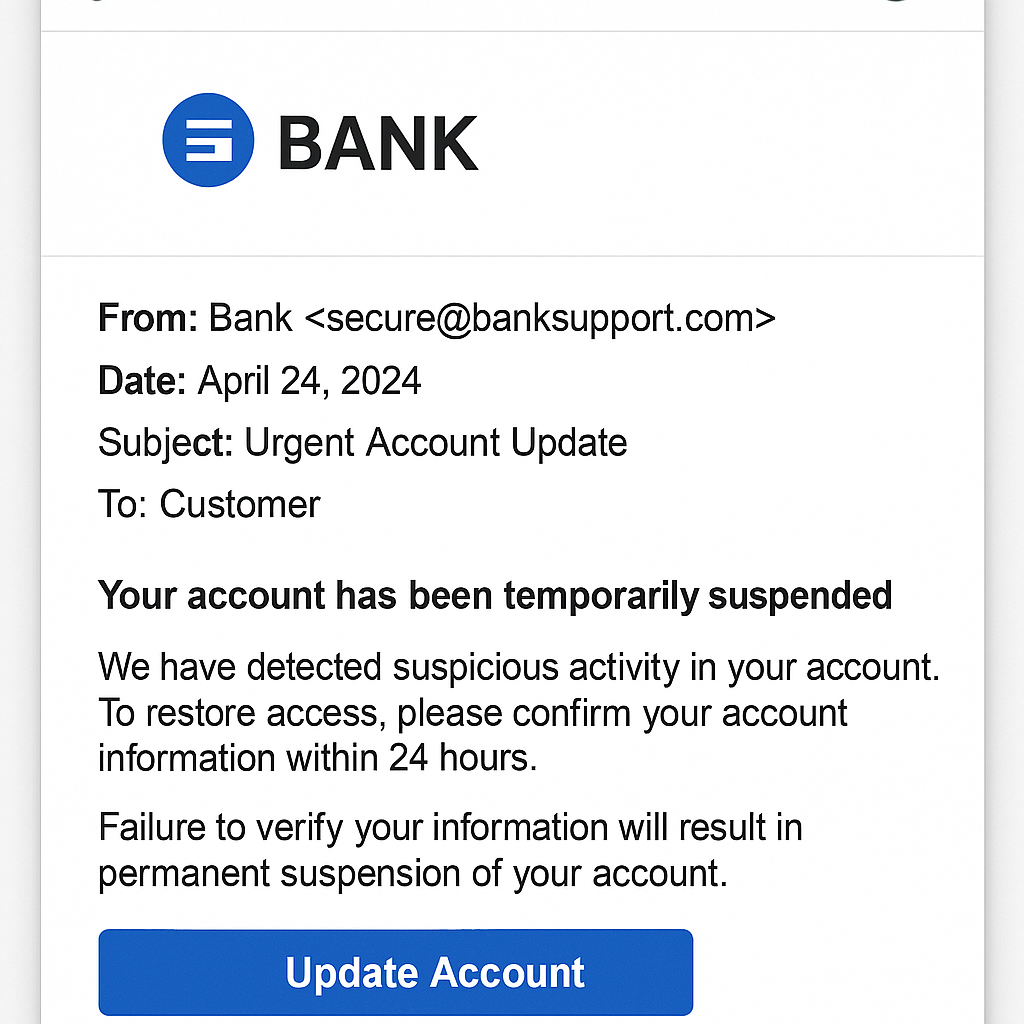 BANK
From: Bank <secure@banksupport.com>
Date: April 24, 2024
Subject: Urgent Account Update
To: Customer
Your account has been temporarily suspended
We have detected suspicious activity in your account.
To restore access, please confirm your account
information within 24 hours.
Failure to verify your information will result in
permanent suspension of your account.
Update Account